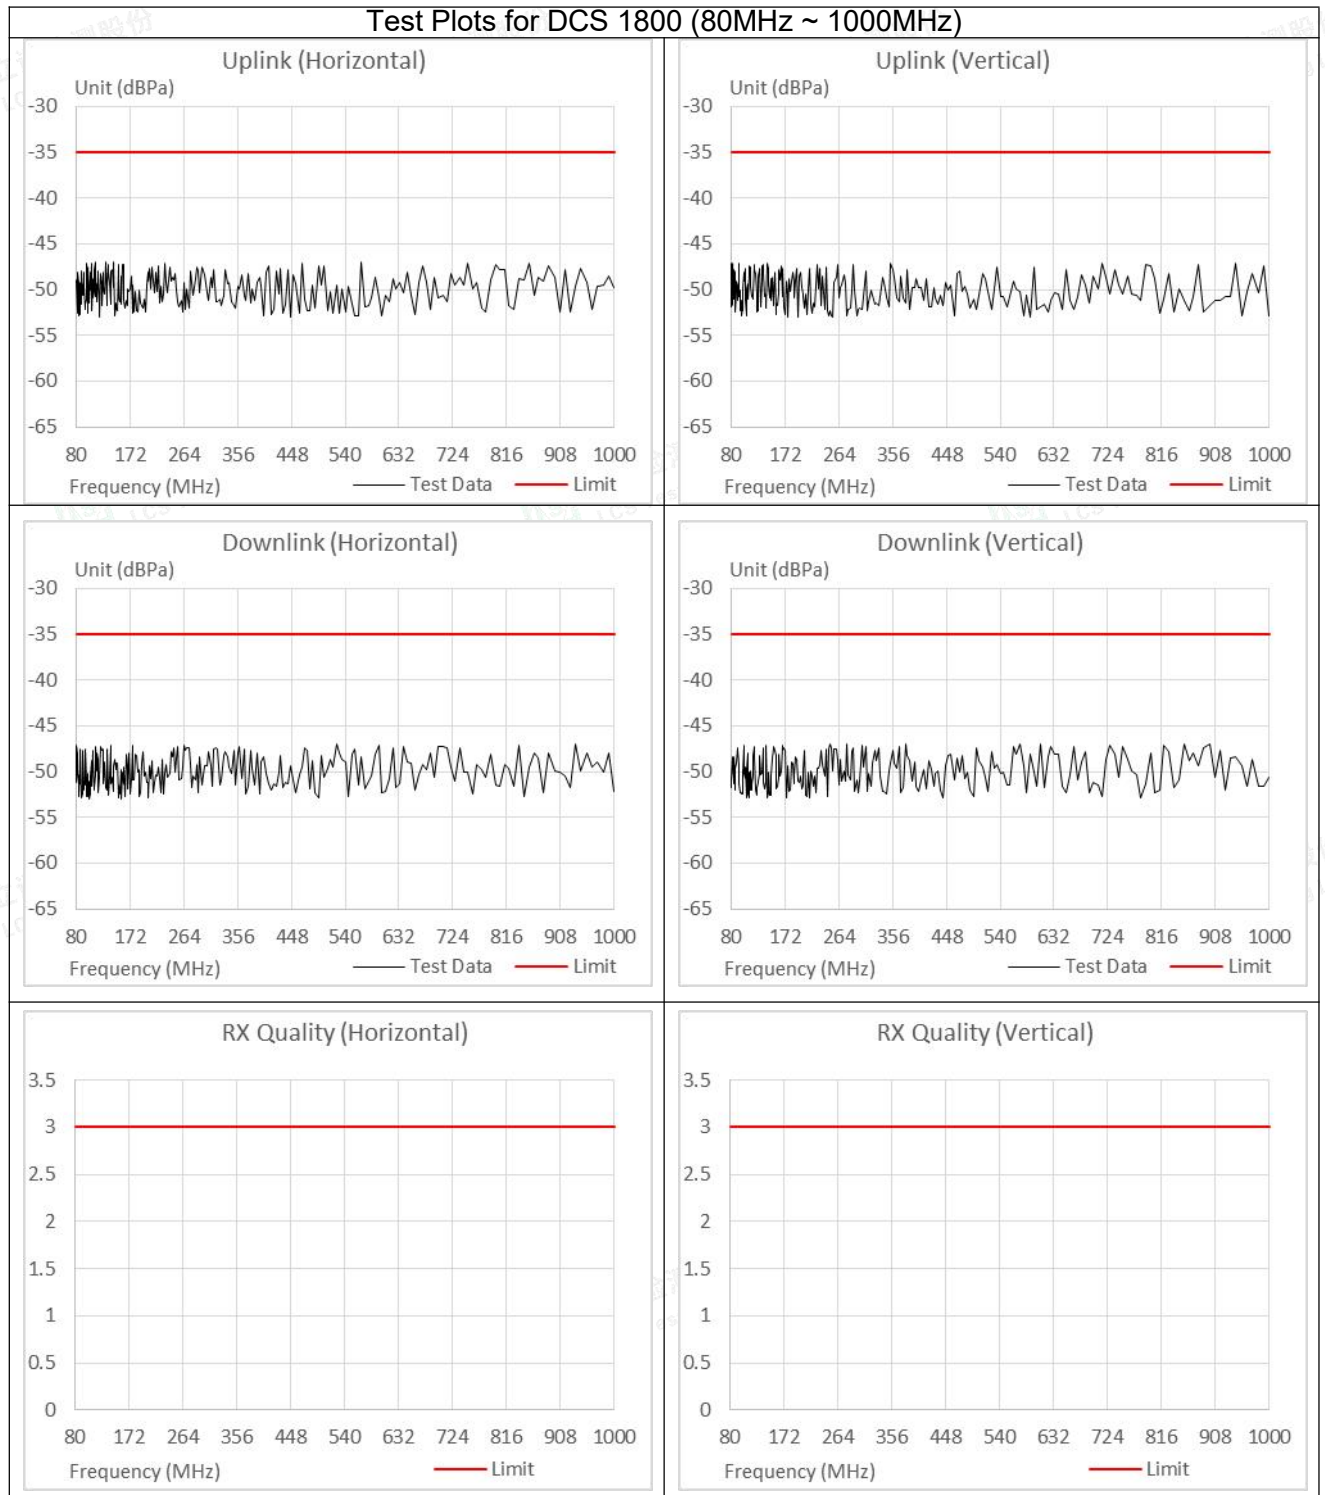 Test Plots for DCS 1800 (80MHz ~ 1000MHz)
Uplink (Horizontal)
Unit (dBPa)
-30
-35
-40
-45
-50
-55
-60
-65
80 172 264 356 448 540 632 724 816 908 1000
Frequency (MHz) Test Data Limit
Uplink (Vertical)
Unit (dBPa)
-30
-35
-40
-45
-50
-55
-60
-65
80 172 264 356 448 540 632 724 816 908 1000
Frequency (MHz) Test Data Limit
Downlink (Horizontal)
Unit (dBPa)
-30
-35
-40
-45
-50
-55
-60
-65
80 172 264 356 448 540 632 724 816 908 1000
Frequency (MHz) Test Data Limit
Downlink (Vertical)
Unit (dBPa)
-30
-35
-40
-45
-50
-55
-60
-65
80 172 264 356 448 540 632 724 816 908 1000
Frequency (MHz) Test Data Limit
RX Quality (Horizontal)
3.5
3
2.5
2
1.5
1
0.5
0
80 172 264 356 448 540 632 724 816 908 1000
Frequency (MHz) Limit
RX Quality (Vertical)
3.5
3
2.5
2
1.5
1
0.5
0
80 172 264 356 448 540 632 724 816 908 1000
Frequency (MHz) Limit